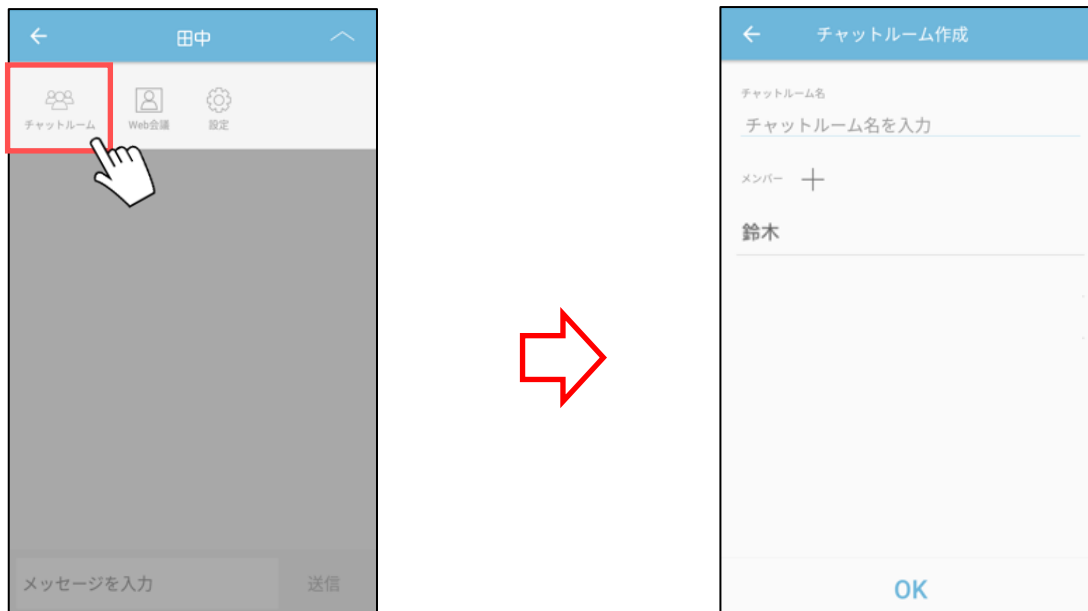 田中
チャットルーム
Web会議
設定
メッセージを入力
送信
チャットルーム作成
チャットルーム名
チャットルーム名を入力
メンバー
鈴木
OK